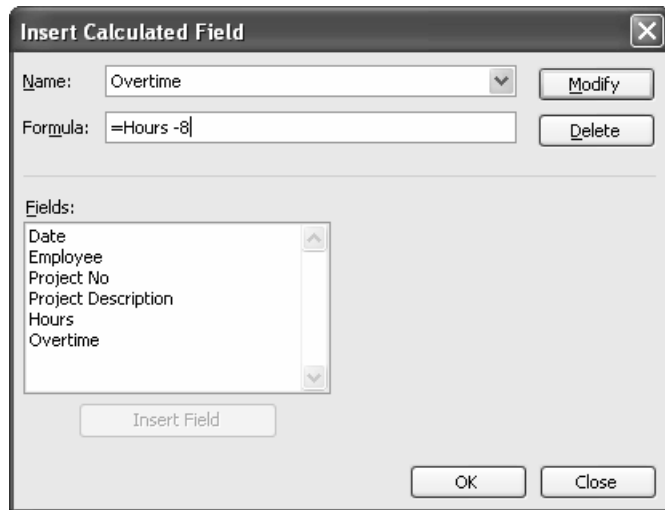 Insert Calculated Field
Name: Overtime Modify
Formula: =Hours -8 Delete
Fields:
Date
Employee
Project No
Project Description
Hours
Overtime
Insert Field
OK Close